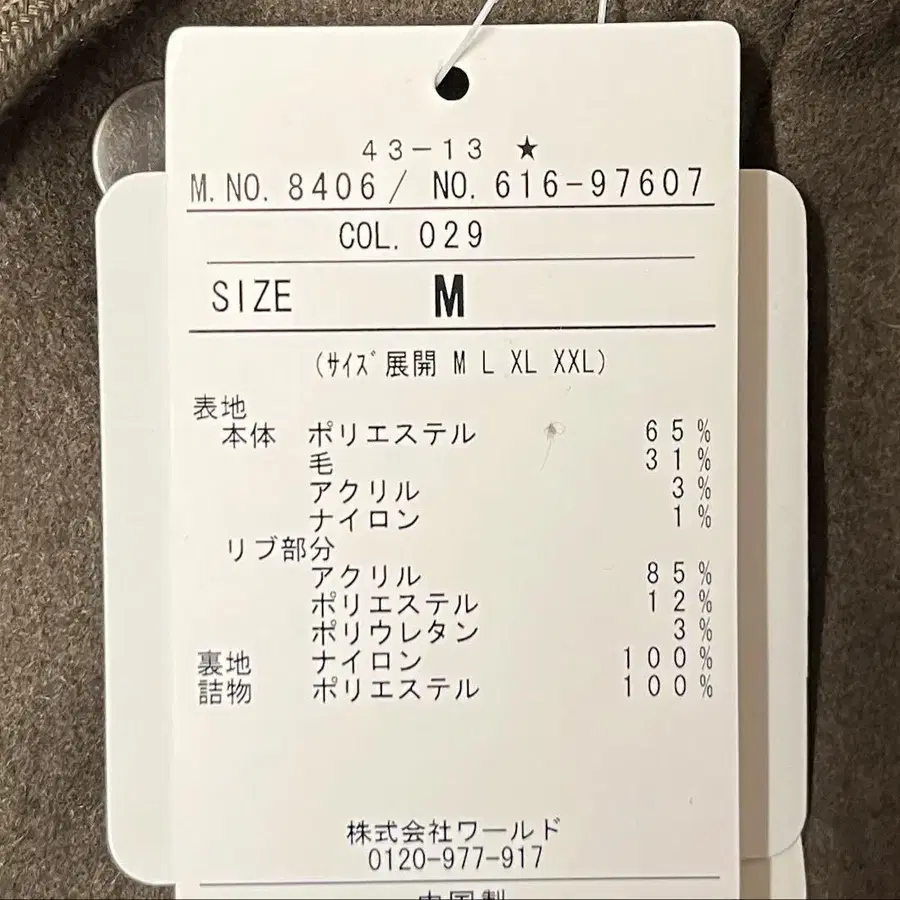 43-13 ★
M.NO. 8406 / NO. 616-97607
COL. 029
SIZE M
(ｻｲｽﾞ展開 M L XL XXL)
表地
本体 ポリエステル 65%
毛 31%
アクリル 3%
ナイロン 1%
リブ部分
アクリル 85%
ポリエステル 12%
ポリウレタン 3%
裏地 ナイロン 100%
詰物 ポリエステル 100%
株式会社ワールド
0120-977-917
中国製